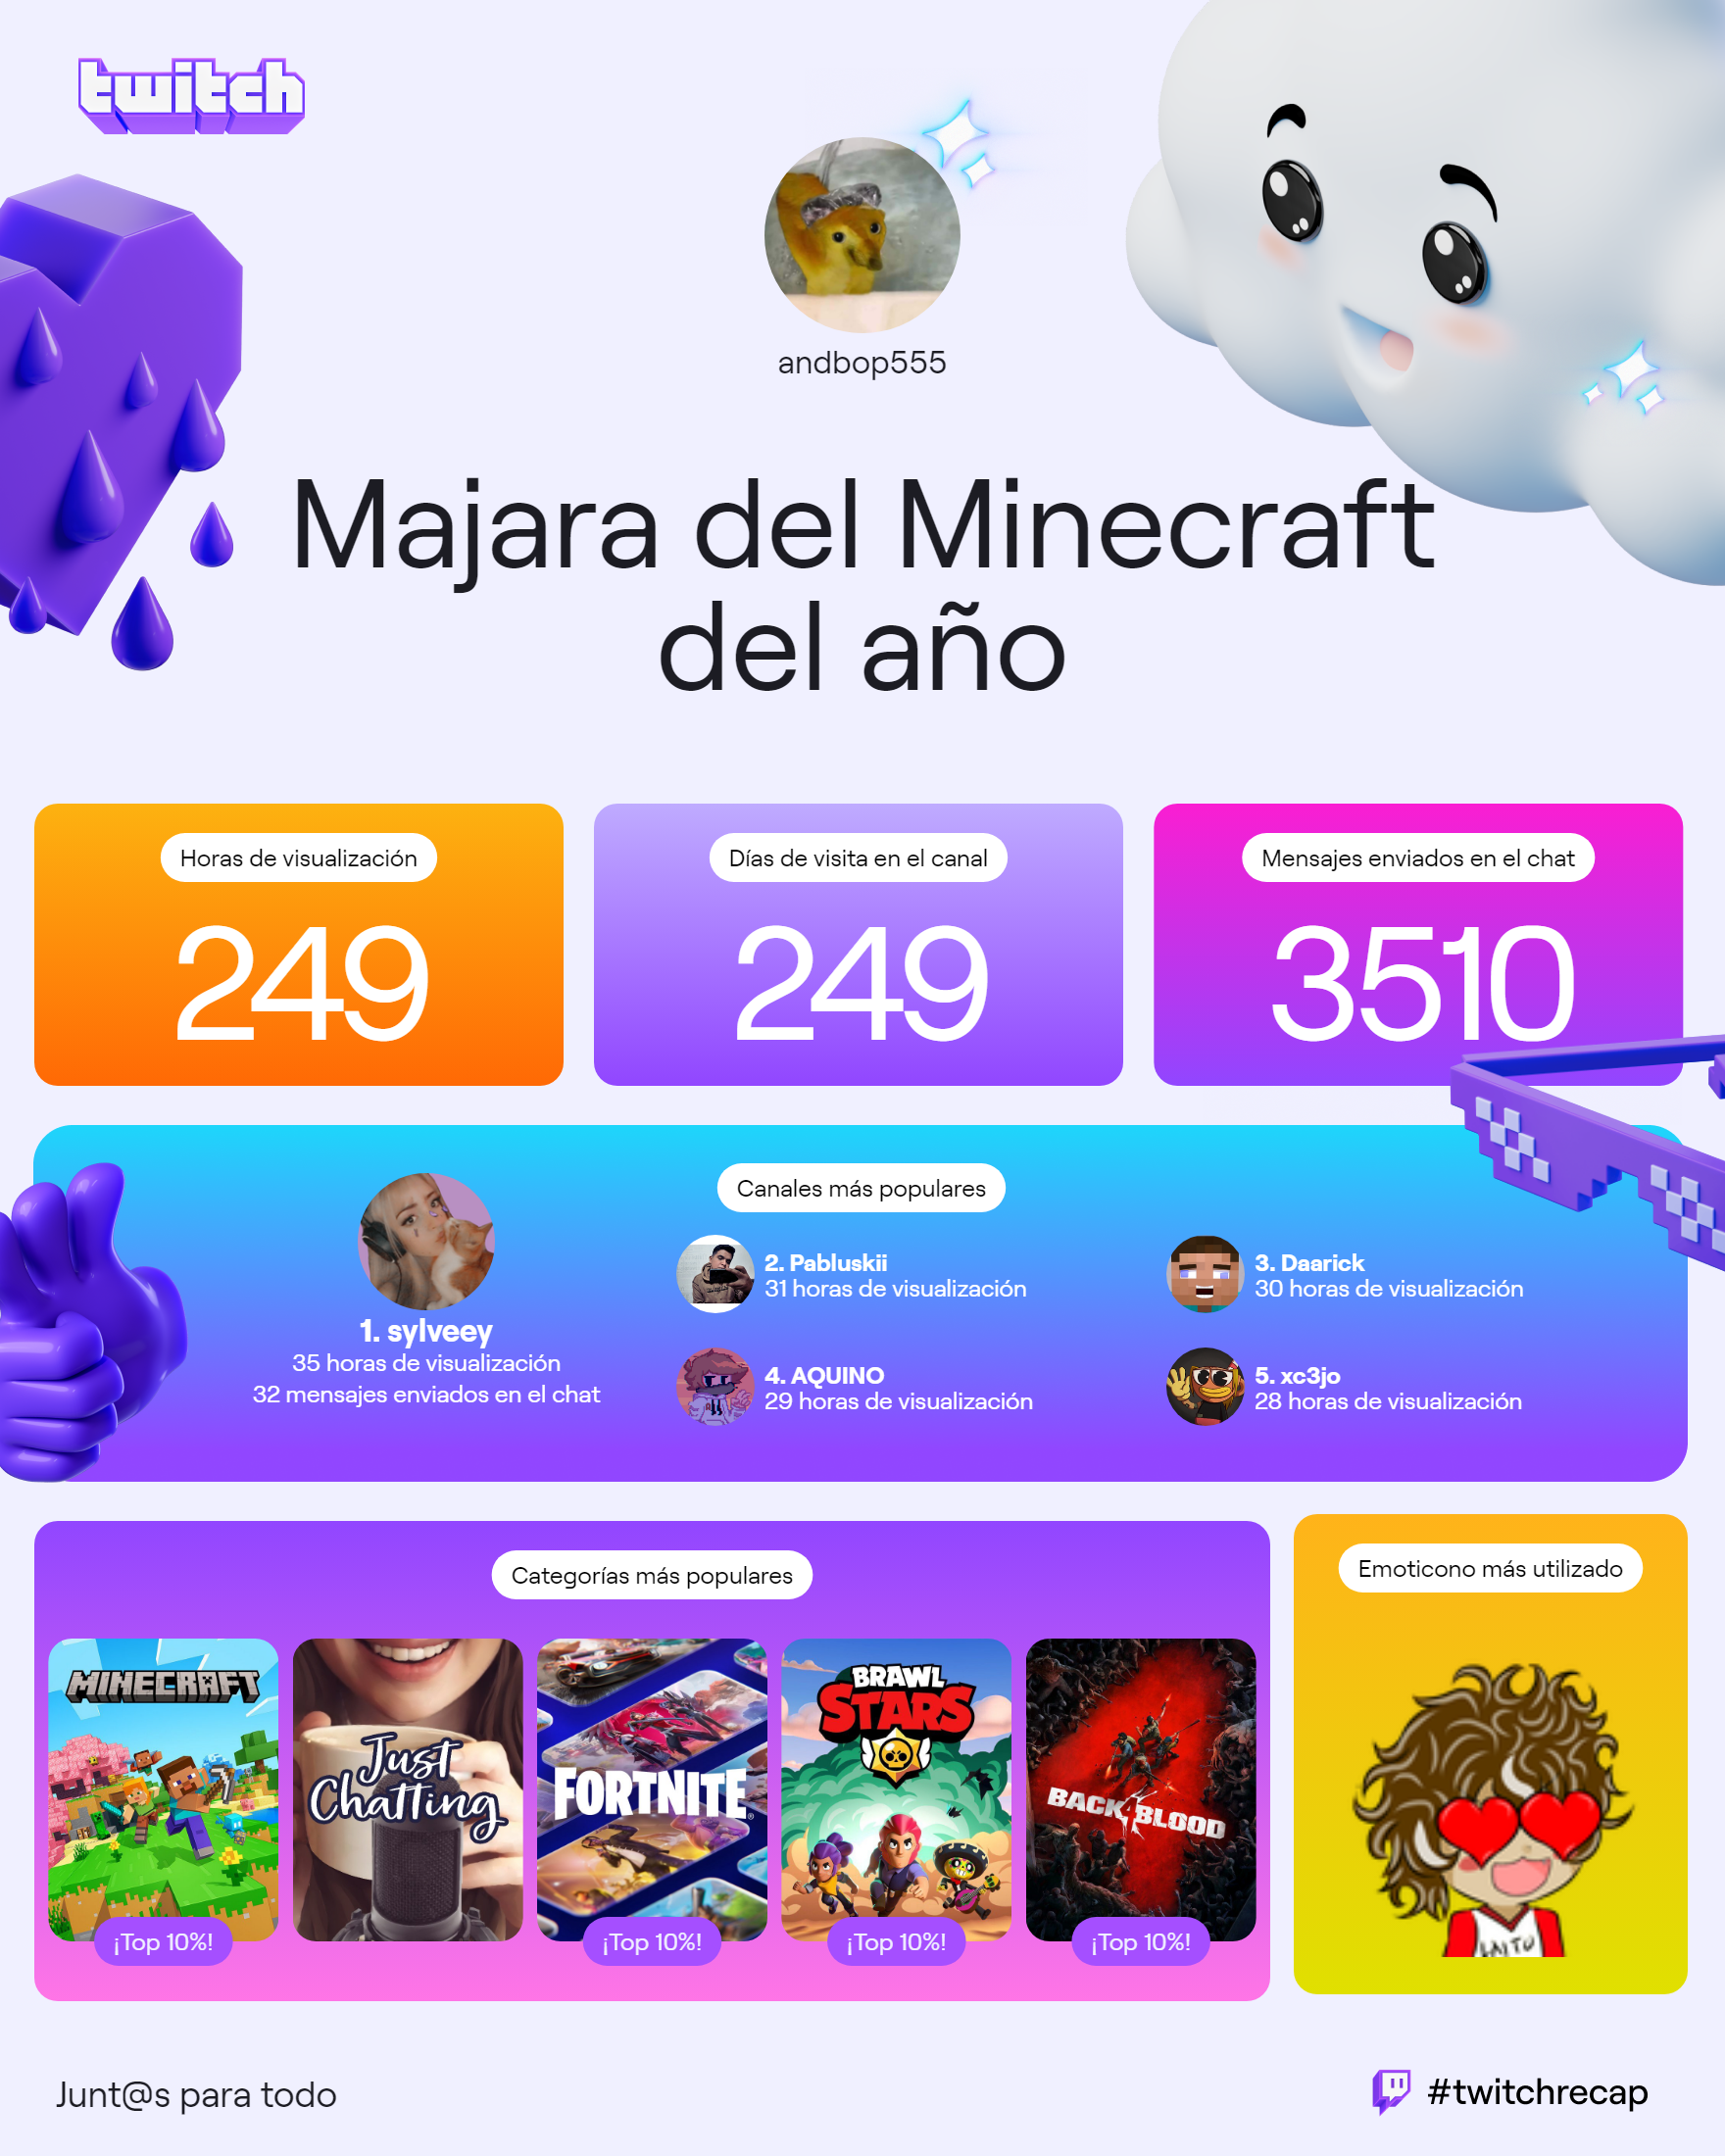 twitch
andbop555
Majara del Minecraft
del año
Horas de visualización
249
Días de visita en el canal
249
Mensajes enviados en el chat
3510
Canales más populares
1. sylveey
35 horas de visualización
32 mensajes enviados en el chat
2. Pabluskii
31 horas de visualización
3. Daarick
30 horas de visualización
4. AQUINO
29 horas de visualización
5. xc3jo
28 horas de visualización
Categorías más populares
MINECRAFT
¡Top 10%!
Just
Chatting
FORTNITE
¡Top 10%!
BRAWL
STARS
¡Top 10%!
BACK 4 BLOOD
¡Top 10%!
Emoticono más utilizado
Junt@s para todo
#twitchrecap